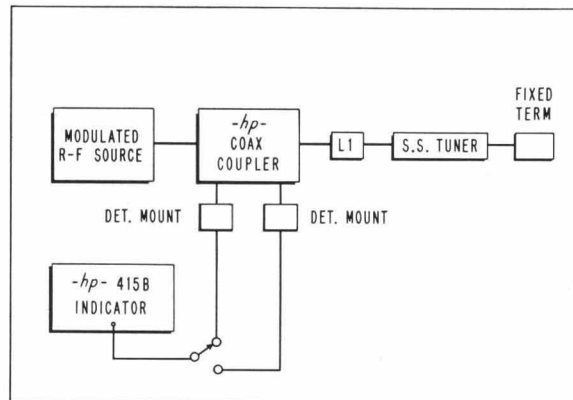 FIXED
TERM
MODULATED
R-F SOURCE
-hp-
COAX
COUPLER
L1
S.S. TUNER
DET. MOUNT
DET. MOUNT
-hp- 415B
INDICATOR